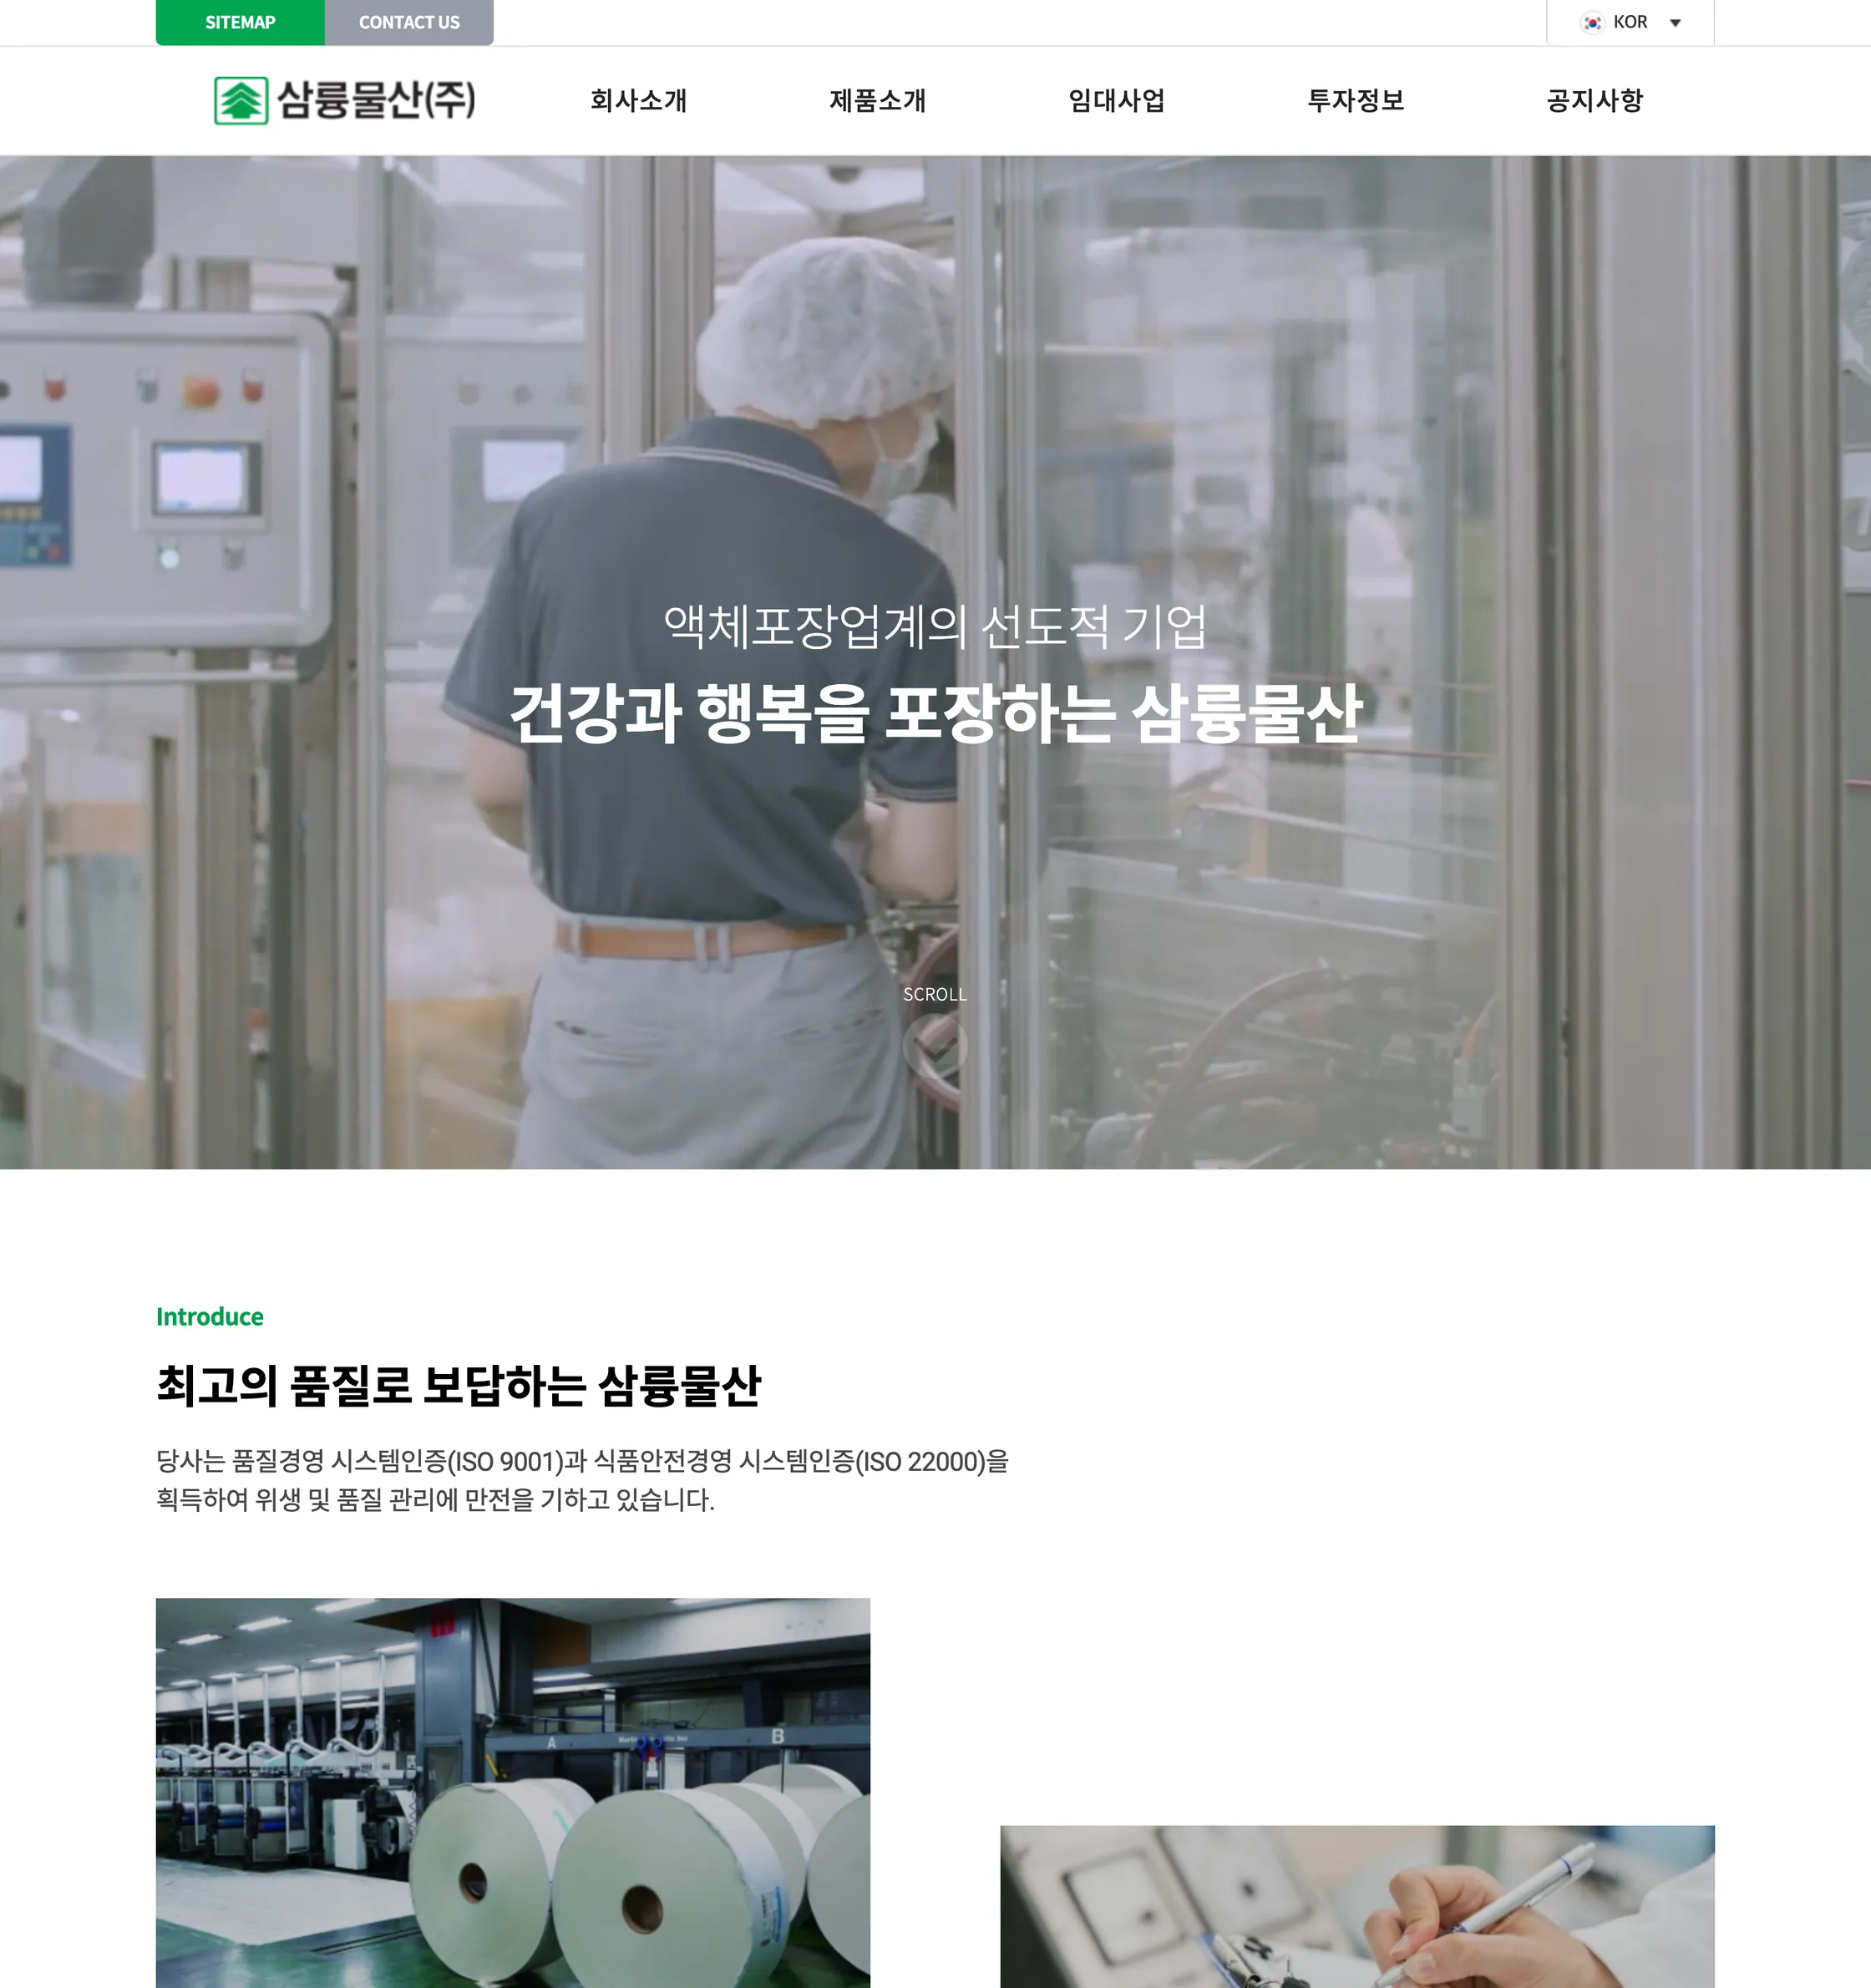 SITEMAP
CONTACT US
KOR
삼륭물산(주)
회사소개
제품소개
임대사업
투자정보
공지사항
액체포장업계의 선도적 기업
건강과 행복을 포장하는 삼륭물산
SCROLL
Introduce
최고의 품질로 보답하는 삼륭물산
당사는 품질경영 시스템인증(ISO 9001)과 식품안전경영 시스템인증(ISO 22000)을
획득하여 위생 및 품질 관리에 만전을 기하고 있습니다.
A
B